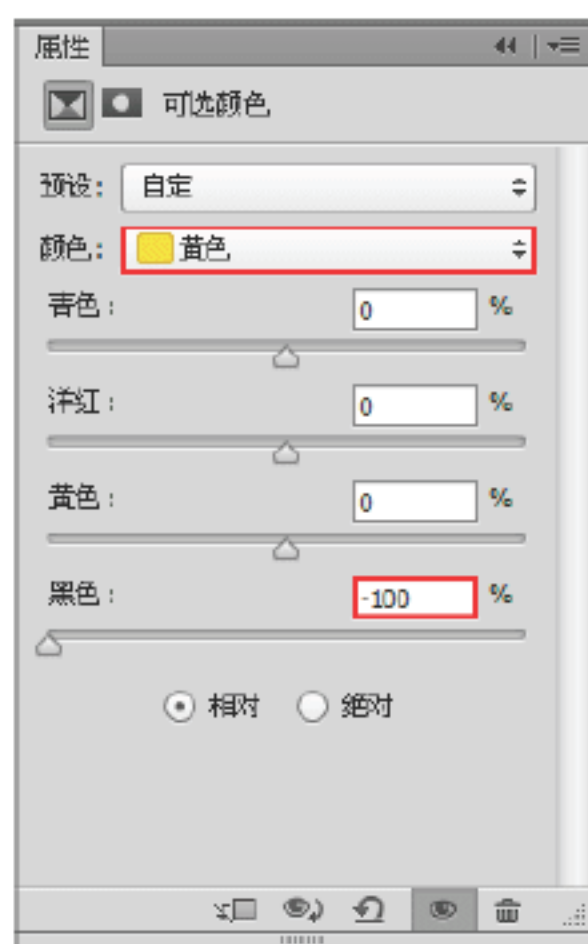 属性
可选颜色
预设: 自定
颜色: 黄色
青色: 0 %
洋红: 0 %
黄色: 0 %
黑色: -100 %
相对 绝对